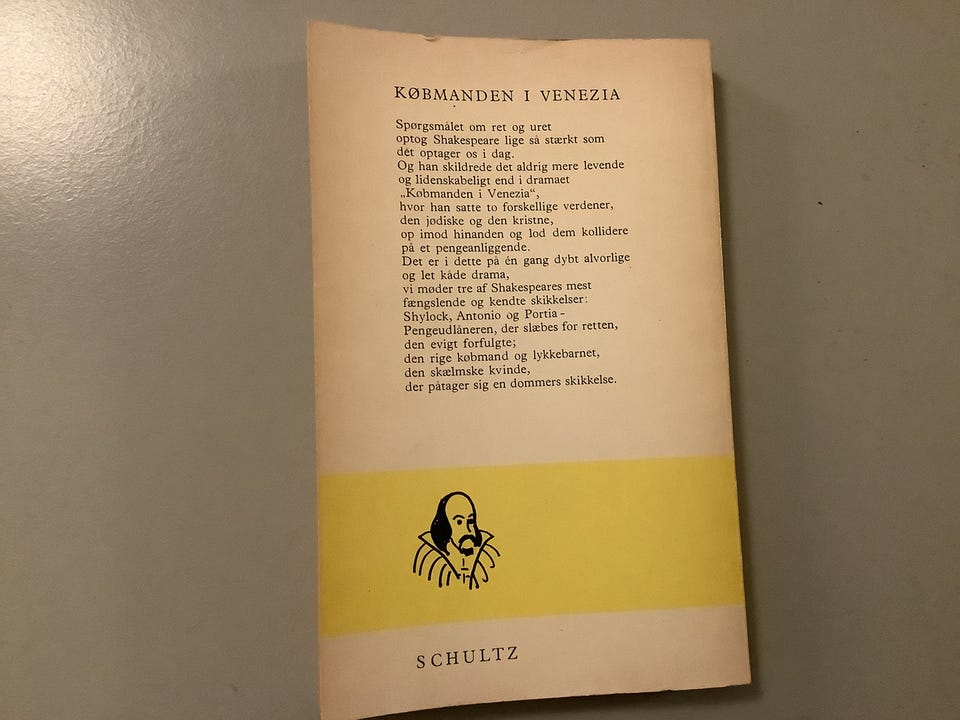 KØBMANDEN I VENEZIA
Spørgsmålet om ret og uret
optog Shakespeare lige så stærkt som
dét optager os i dag.
Og han skildrede det aldrig mere levende
og lidenskabeligt end i dramaet
„Købmanden i Venezia“,
hvor han satte to forskellige verdener,
den jødiske og den kristne,
op imod hinanden og lod dem kollidere
på et pengeanliggende.
Det er i dette på én gang dybt alvorlige
og let kåde drama,
vi møder tre af Shakespeares mest
fængslende og kendte skikkelser:
Shylock, Antonio og Portia –
Pengeudlåneren, der slæbes for retten,
den evigt forfulgte;
den rige købmand og lykkebarnet,
den skælmske kvinde,
der påtager sig en dommers skikkelse.
SCHULTZ